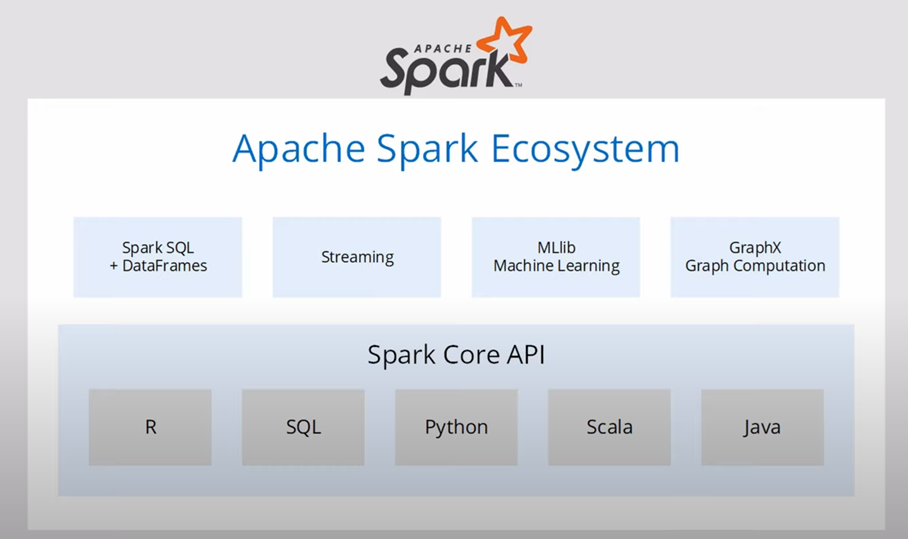 APACHE
Spark™
Apache Spark Ecosystem
Spark SQL
+ DataFrames
Streaming
MLlib
Machine Learning
GraphX
Graph Computation
Spark Core API
R
SQL
Python
Scala
Java